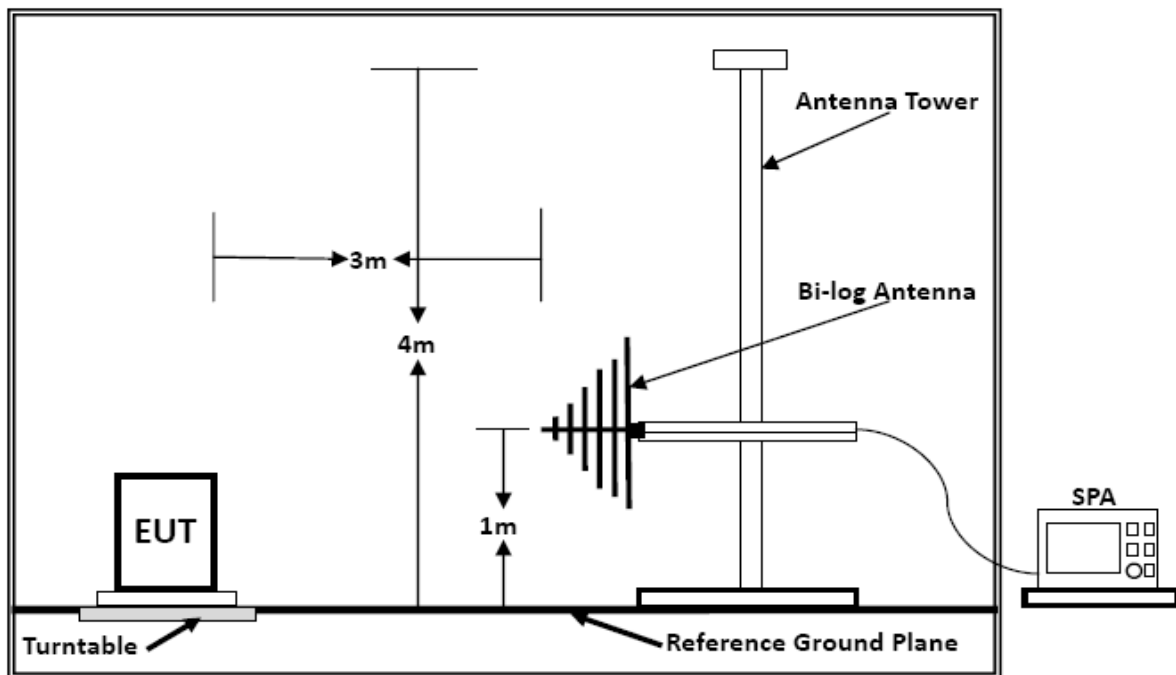 Antenna Tower
3m
Bi-log Antenna
4m
SPA
1m
EUT
Turntable
Reference Ground Plane